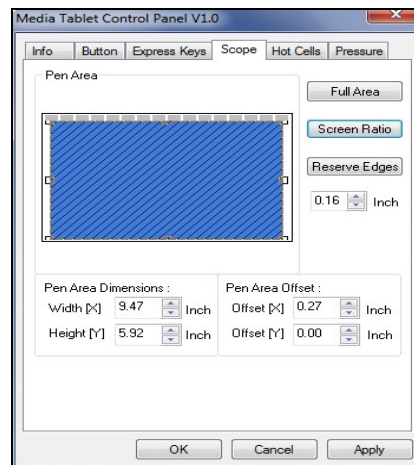 Media Tablet Control Panel V1.0
Info Button Express Keys Scope Hot Cells Pressure
Pen Area
Full Area
Screen Ratio
Reserve Edges
0.16 Inch
Pen Area Dimensions :
Width [X] 9.47 Inch
Height [Y] 5.92 Inch
Pen Area Offset :
Offset [X] 0.27 Inch
Offset [Y] 0.00 Inch
OK Cancel Apply